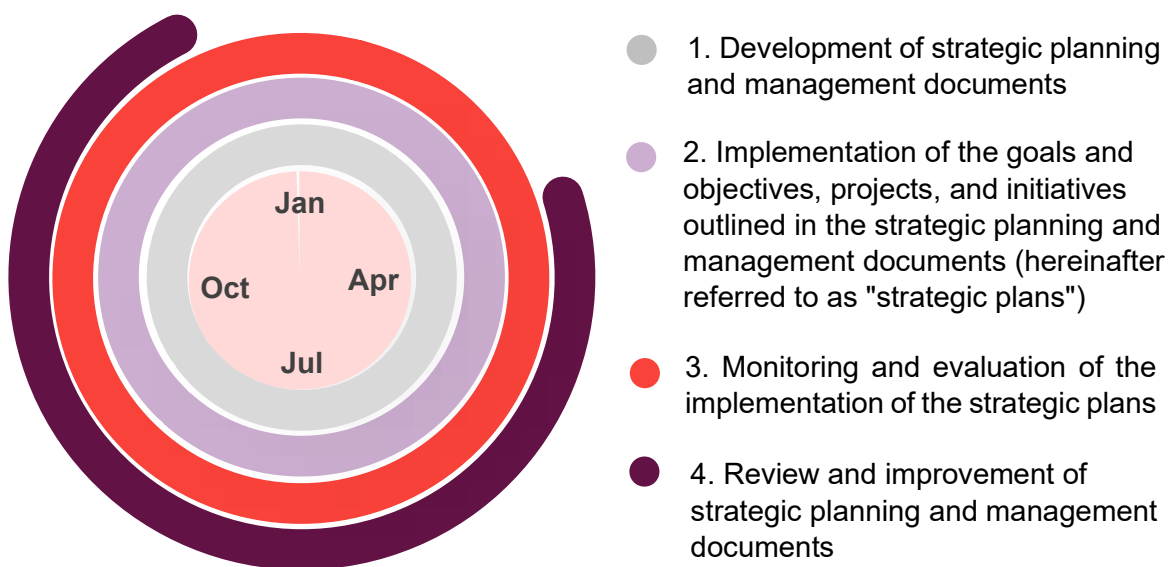 Jan
Apr
Oct
Jul
1. Development of strategic planning
and management documents
2. Implementation of the goals and
objectives, projects, and initiatives
outlined in the strategic planning and
management documents (hereinafter
referred to as "strategic plans")
3. Monitoring and evaluation of the
implementation of the strategic plans
4. Review and improvement of
strategic planning and management
documents